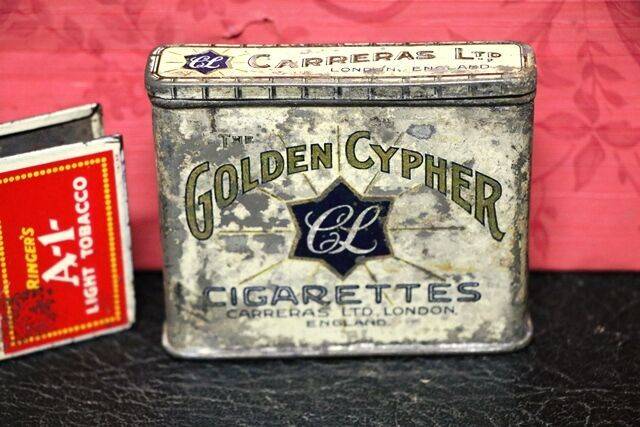 CL CARRERAS LTD
LONDON, ENGLAND.
THE
GOLDEN CYPHER
CL
CIGARETTES
CARRERAS LTD, LONDON,
ENGLAND.
RINGER'S
A-1-
LIGHT TOBACCO